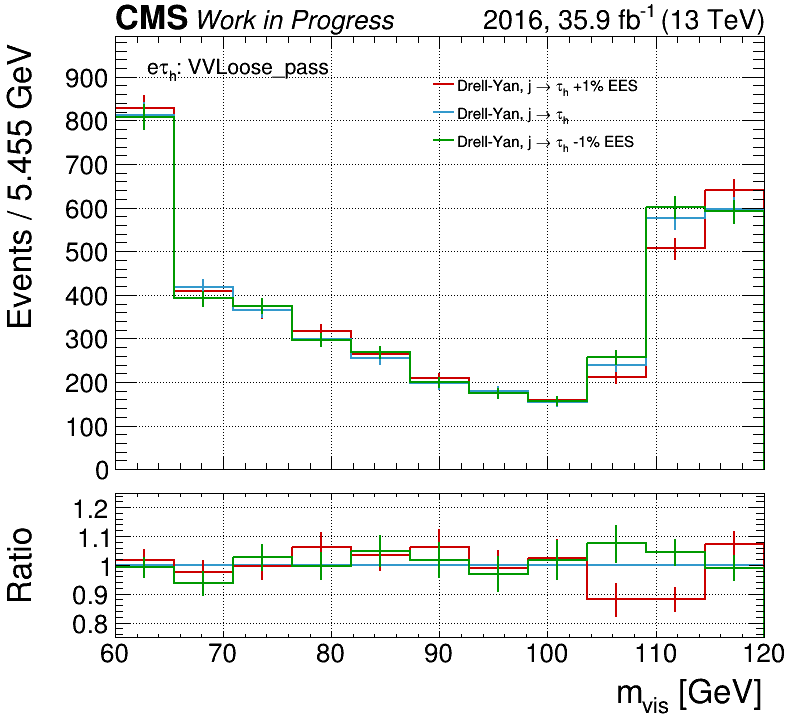 CMS Work in Progress 2016, 35.9 fb⁻¹ (13 TeV)
eτₕ: VVLoose_pass
Drell-Yan, j → τₕ +1% EES
Drell-Yan, j → τₕ
Drell-Yan, j → τₕ -1% EES
Events / 5.455 GeV
900
800
700
600
500
400
300
200
100
0
Ratio
1.2
1.1
1
0.9
0.8
60 70 80 90 100 110 120
m_vis [GeV]